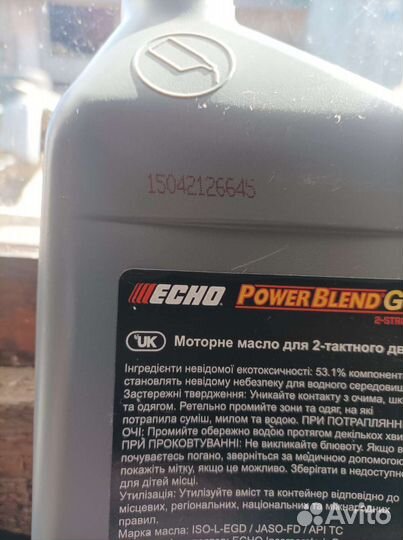 15042126645
ECHO POWER BLEND G
2-STR
UK Моторне масло для 2-тактного дв
Інгредієнти невідомої екотоксичності: 53.1% компонент
становлять невідому небезпеку для водного середовищ
Застережні твердження: Уникайте контакту з очима, шк
та одягом. Ретельно промийте зони та одяг, на які
потрапила суміш, милом та водою. ПРИ ПОТРАПЛЯНН
ОЧІ: Промийте обережно водою протягом декількох хвил
ПРИ ПРОКОВТУВАННІ: Не викликайте блювоту. Якщо в
почуваєтесь погано, зверніться за медичною допомогою
покажіть мітку, якщо це можливо. Зберігати в недоступно
для дітей місці.
Утилізація: Утилізуйте вміст та контейнер відповідно до
місцевих, регіональних, національних та міжнародних
правил.
Марка масла: ISO-L-EGD / JASO-FD / API TC
Avito